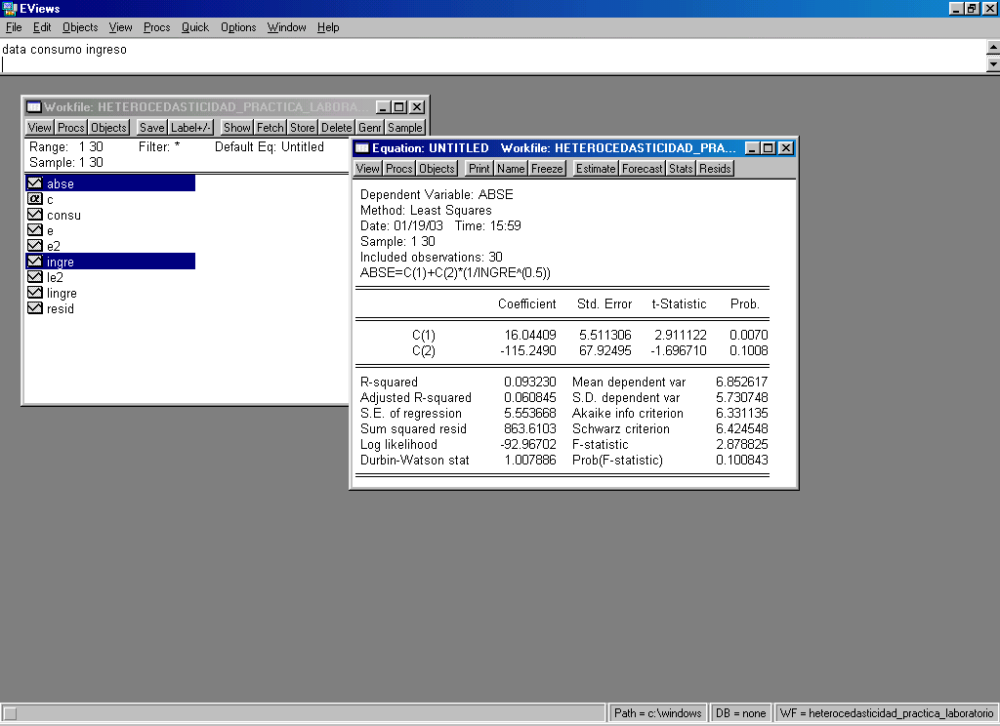 EViews
File Edit Objects View Procs Quick Options Window Help
data consumo ingreso
Workfile: HETEROCEDASTICIDAD_PRACTICA_LABORA...
View Procs Objects Save Label+/- Show Fetch Store Delete Genr Sample
Range: 1 30 Filter: * Default Eq: Untitled
Sample: 1 30
abse
c
consu
e
e2
ingre
le2
lingre
resid
Equation: UNTITLED Workfile: HETEROCEDASTICIDAD_PRA...
View Procs Objects Print Name Freeze Estimate Forecast Stats Resids
Dependent Variable: ABSE
Method: Least Squares
Date: 01/19/03 Time: 15:59
Sample: 1 30
Included observations: 30
ABSE=C(1)+C(2)*(1/INGRE^(0.5))
Coefficient Std. Error t-Statistic Prob.
C(1) 16.04409 5.511306 2.911122 0.0070
C(2) -115.2490 67.92495 -1.696710 0.1008
R-squared 0.093230 Mean dependent var 6.852617
Adjusted R-squared 0.060845 S.D. dependent var 5.730748
S.E. of regression 5.553668 Akaike info criterion 6.331135
Sum squared resid 863.6103 Schwarz criterion 6.424548
Log likelihood -92.96702 F-statistic 2.878825
Durbin-Watson stat 1.007886 Prob(F-statistic) 0.100843
Path = c:\windows DB = none WF = heterocedasticidad_practica_laboratorio